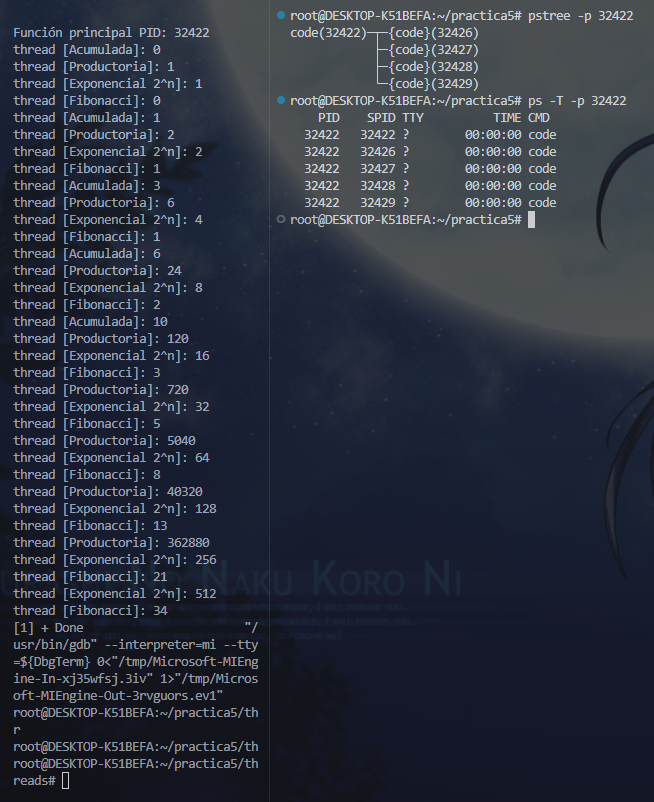 Función principal PID: 32422
thread [Acumulada]: 0
thread [Productoria]: 1
thread [Exponencial 2^n]: 1
thread [Fibonacci]: 0
thread [Acumulada]: 1
thread [Productoria]: 2
thread [Exponencial 2^n]: 2
thread [Fibonacci]: 1
thread [Acumulada]: 3
thread [Productoria]: 6
thread [Exponencial 2^n]: 4
thread [Fibonacci]: 1
thread [Acumulada]: 6
thread [Productoria]: 24
thread [Exponencial 2^n]: 8
thread [Fibonacci]: 2
thread [Acumulada]: 10
thread [Productoria]: 120
thread [Exponencial 2^n]: 16
thread [Fibonacci]: 3
thread [Productoria]: 720
thread [Exponencial 2^n]: 32
thread [Fibonacci]: 5
thread [Productoria]: 5040
thread [Exponencial 2^n]: 64
thread [Fibonacci]: 8
thread [Productoria]: 40320
thread [Exponencial 2^n]: 128
thread [Fibonacci]: 13
thread [Productoria]: 362880
thread [Exponencial 2^n]: 256
thread [Fibonacci]: 21
thread [Exponencial 2^n]: 512
thread [Fibonacci]: 34
[1] + Done                       "/
usr/bin/gdb" --interpreter=mi --tty
=${DbgTerm} 0<"/tmp/Microsoft-MIEng
ine-In-xj35wfsj.3iv" 1>"/tmp/Micros
oft-MIEngine-Out-3rvguors.ev1"
root@DESKTOP-K51BEFA:~/practica5/th
r
root@DESKTOP-K51BEFA:~/practica5/th
root@DESKTOP-K51BEFA:~/practica5/th
reads#
root@DESKTOP-K51BEFA:~/practica5# pstree -p 32422
code(32422)─┬─{code}(32426)
├─{code}(32427)
├─{code}(32428)
└─{code}(32429)
root@DESKTOP-K51BEFA:~/practica5# ps -T -p 32422
PID SPID TTY TIME CMD
32422 32422 ? 00:00:00 code
32422 32426 ? 00:00:00 code
32422 32427 ? 00:00:00 code
32422 32428 ? 00:00:00 code
32422 32429 ? 00:00:00 code
root@DESKTOP-K51BEFA:~/practica5#
Naku Koro Ni